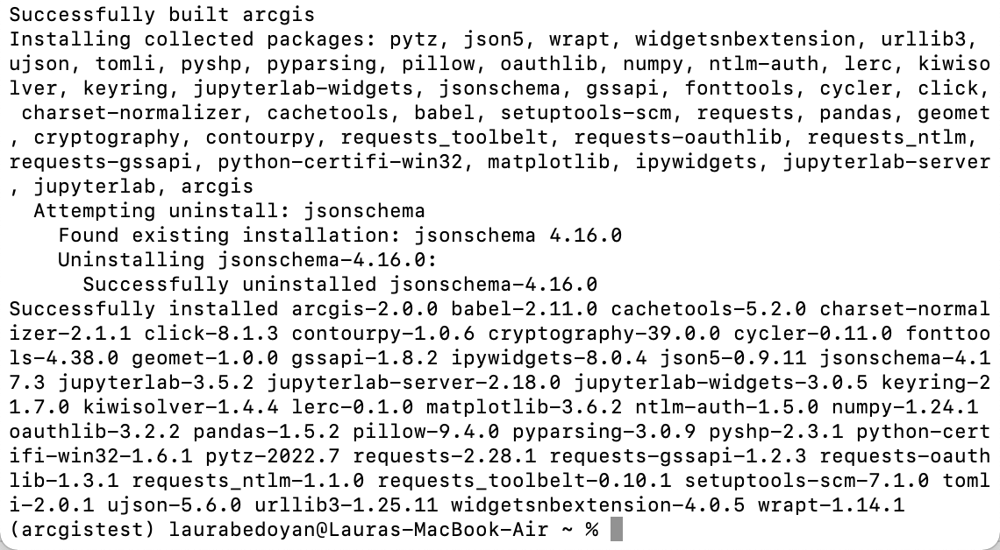 Successfully built arcgis
Installing collected packages: pytz, json5, wrapt, widgetsnbextension, urllib3,
ujson, tomli, pyshp, pyparsing, pillow, oauthlib, numpy, ntlm-auth, lerc, kiwiso
lver, keyring, jupyterlab-widgets, jsonschema, gssapi, fonttools, cycler, click,
 charset-normalizer, cachetools, babel, setuptools-scm, requests, pandas, geomet
, cryptography, contourpy, requests_toolbelt, requests-oauthlib, requests_ntlm,
requests-gssapi, python-certifi-win32, matplotlib, ipywidgets, jupyterlab-server
, jupyterlab, arcgis
  Attempting uninstall: jsonschema
    Found existing installation: jsonschema 4.16.0
    Uninstalling jsonschema-4.16.0:
      Successfully uninstalled jsonschema-4.16.0
Successfully installed arcgis-2.0.0 babel-2.11.0 cachetools-5.2.0 charset-normal
izer-2.1.1 click-8.1.3 contourpy-1.0.6 cryptography-39.0.0 cycler-0.11.0 fonttoo
ls-4.38.0 geomet-1.0.0 gssapi-1.8.2 ipywidgets-8.0.4 json5-0.9.11 jsonschema-4.1
7.3 jupyterlab-3.5.2 jupyterlab-server-2.18.0 jupyterlab-widgets-3.0.5 keyring-2
1.7.0 kiwisolver-1.4.4 lerc-0.1.0 matplotlib-3.6.2 ntlm-auth-1.5.0 numpy-1.24.1
oauthlib-3.2.2 pandas-1.5.2 pillow-9.4.0 pyparsing-3.0.9 pyshp-2.3.1 python-cert
ifi-win32-1.6.1 pytz-2022.7 requests-2.28.1 requests-gssapi-1.2.3 requests-oauth
lib-1.3.1 requests_ntlm-1.1.0 requests_toolbelt-0.10.1 setuptools-scm-7.1.0 toml
i-2.0.1 ujson-5.6.0 urllib3-1.25.11 widgetsnbextension-4.0.5 wrapt-1.14.1
(arcgistest) laurabedoyan@Lauras-MacBook-Air ~ %